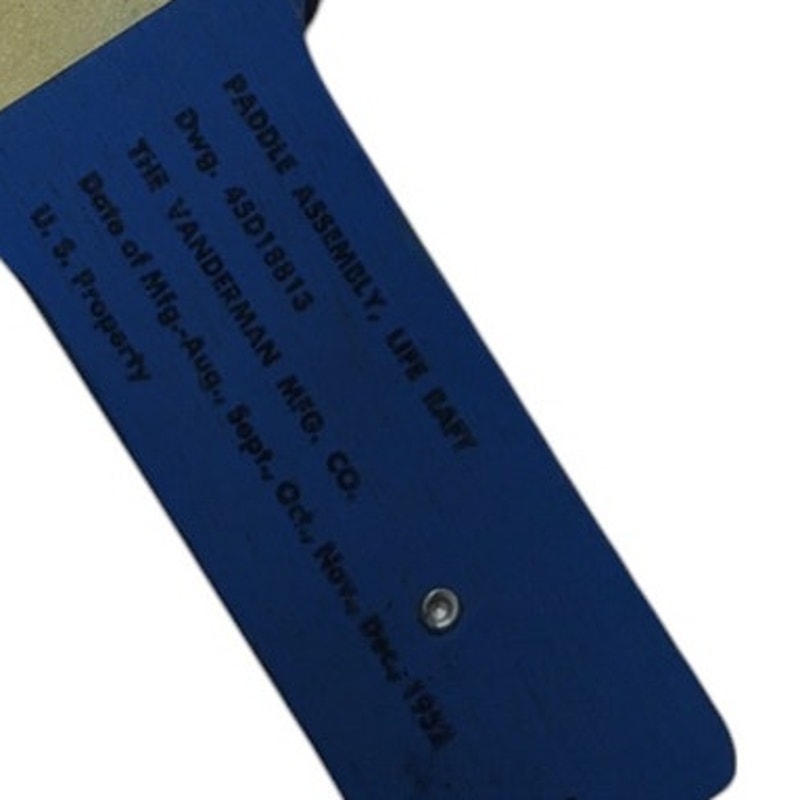 PADDLE ASSEMBLY, LIFE RAFT
Dwg. 4SD18813
THE VANDERMAN MFG. CO.
Date of Mfg.-Aug., Sept., Oct., Nov., Dec., 1952
U. S. Property